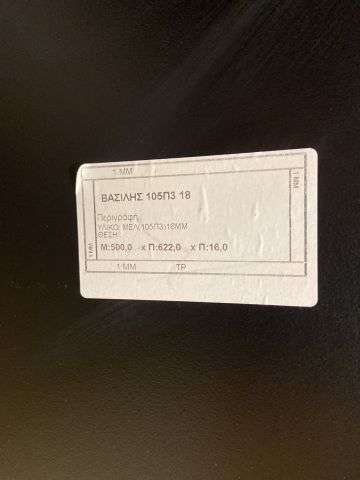 1 MM
1 MM
ΒΑΣΙΛΗΣ 105Π3 18
Περιγραφή:
ΥΛΙΚΟ: ΜΕΛ(105Π3)16ΜΜ
ΘΕΣΗ:
1 MM
Μ:500,0 x Π:622,0 x Π:16,0
1 MM TP